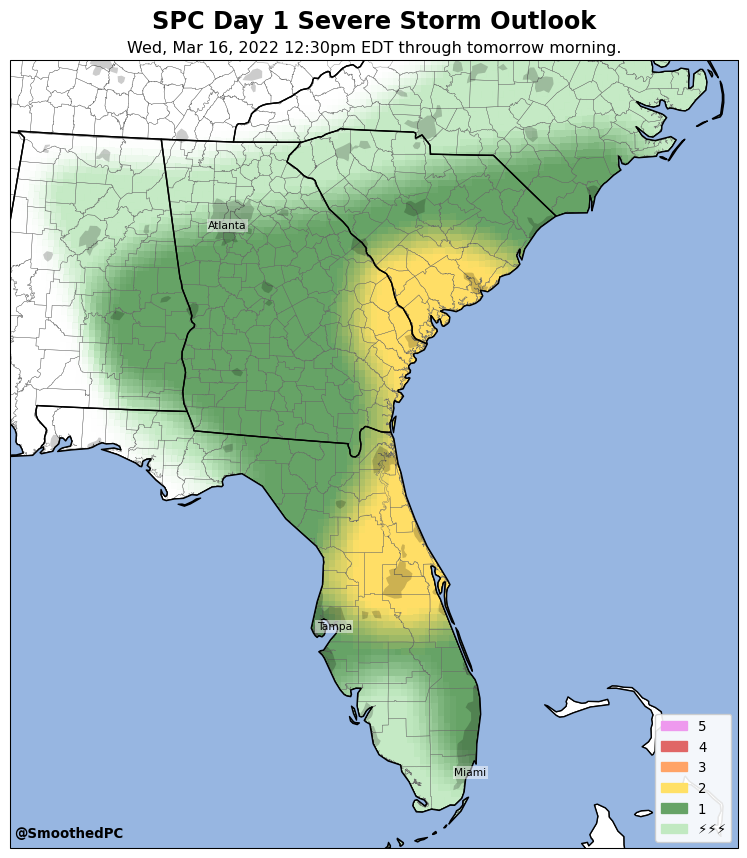 SPC Day 1 Severe Storm Outlook
Wed, Mar 16, 2022 12:30pm EDT through tomorrow morning.
Atlanta
Tampa
Miami
5
4
3
2
1
⚡⚡⚡
@SmoothedPC